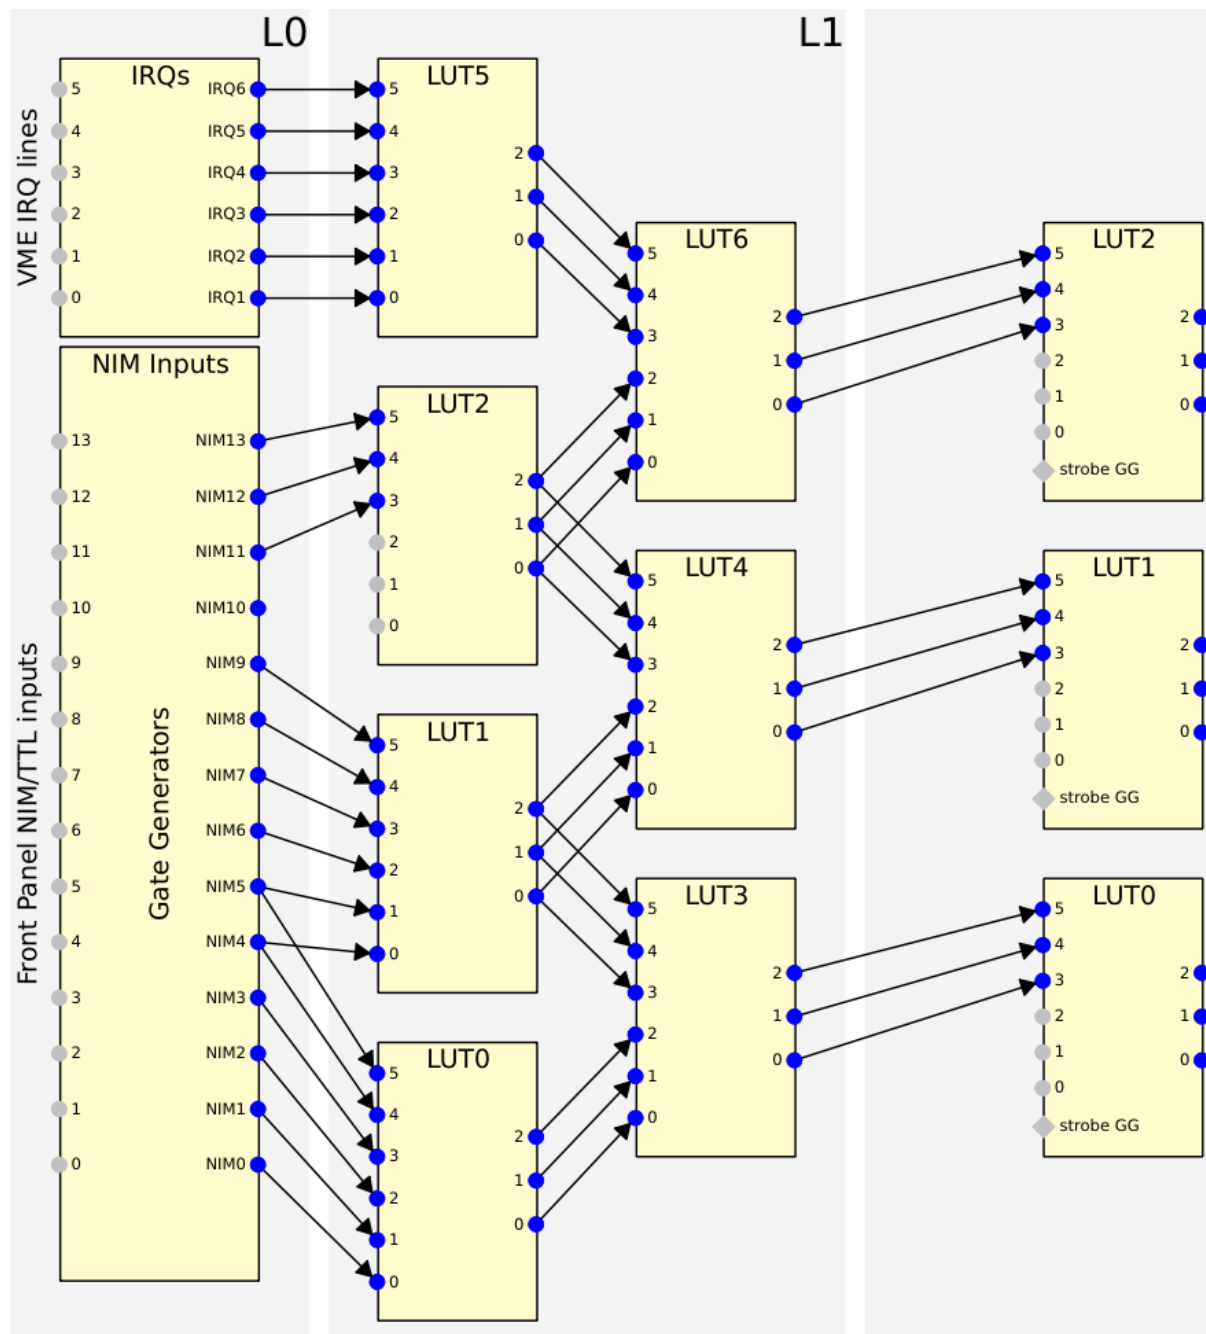 L0
L1
VME IRQ lines
IRQs
5 IRQ6
4 IRQ5
3 IRQ4
2 IRQ3
1 IRQ2
0 IRQ1
Front Panel NIM/TTL inputs
NIM Inputs
Gate Generators
13 NIM13
12 NIM12
11 NIM11
10 NIM10
9 NIM9
8 NIM8
7 NIM7
6 NIM6
5 NIM5
4 NIM4
3 NIM3
2 NIM2
1 NIM1
0 NIM0
LUT5
5
4
3
2
1
0
2
1
0
LUT2
5
4
3
2
1
0
2
1
0
LUT1
5
4
3
2
1
0
2
1
0
LUT0
5
4
3
2
1
0
2
1
0
LUT6
5
4
3
2
1
0
2
1
0
LUT4
5
4
3
2
1
0
2
1
0
LUT3
5
4
3
2
1
0
2
1
0
LUT2
5
4
3
2
1
0
strobe GG
2
1
0
LUT1
5
4
3
2
1
0
strobe GG
2
1
0
LUT0
5
4
3
2
1
0
strobe GG
2
1
0